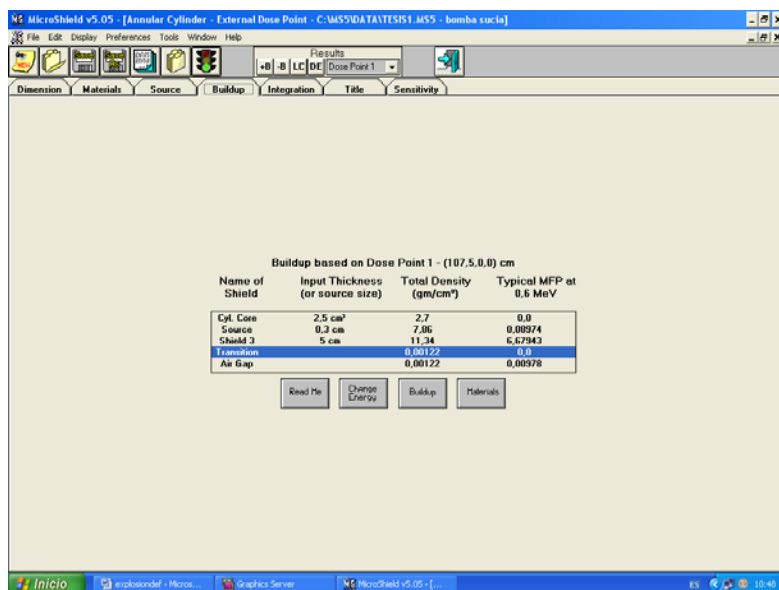 MicroShield v5.05 - [Annular Cylinder - External Dose Point - C:\MS5\DATA\TESIS1.MS5 - bomba sucia]
File Edit Display Preferences Tools Window Help
Results
+B -B LC DE Dose Point 1
Dimension Materials Source Buildup Integration Title Sensitivity
Buildup based on Dose Point 1 - (107,5,0,0) cm
Name of Input Thickness Total Density Typical MFP at
Shield (or source size) (gm/cm³) 0,6 MeV
Cyl. Core 2,5 cm³ 2,7 0,0
Source 0,3 cm 7,86 0,08974
Shield 3 5 cm 11,34 6,67943
Transition 0,00122 0,0
Air Gap 0,00122 0,00978
Read Me Change Energy Buildup Materials
Inicio explosiondef - Micros... Graphics Server MicroShield v5.05 - [... ES 10:40